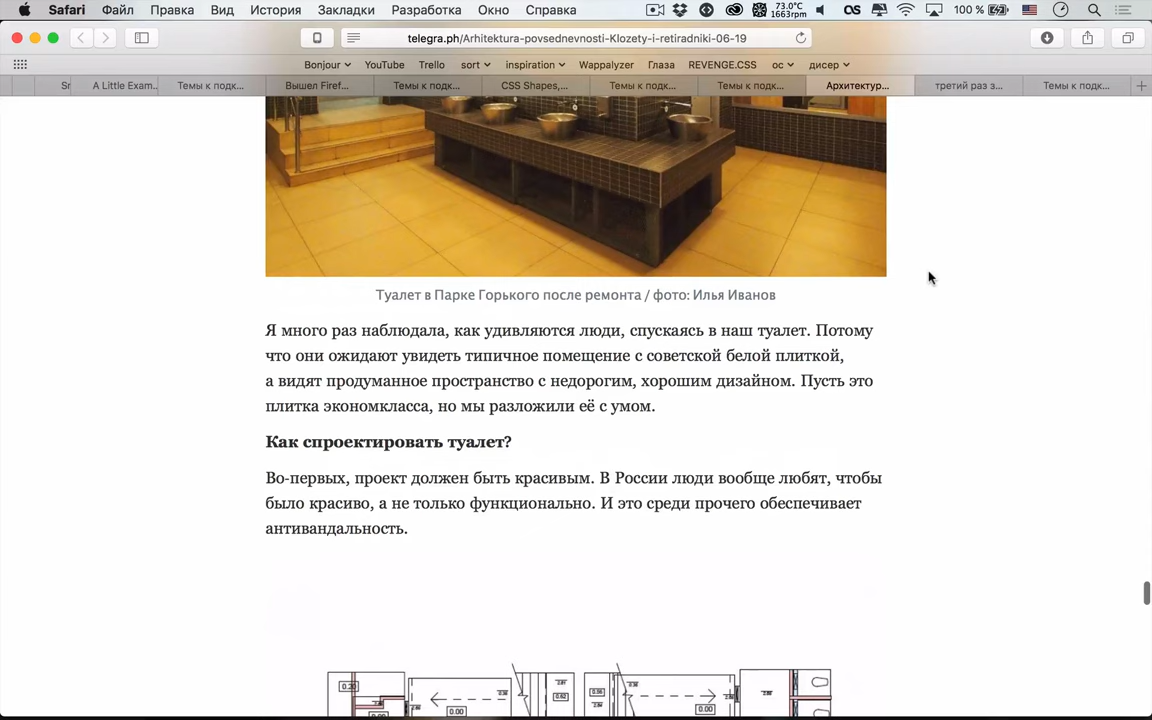 Safari Файл Правка Вид История Закладки Разработка Окно Справка 73.0°C 1663rpm 100 %
telegra.ph/Arhitektura-povsednevnosti-Klozety-i-retiradniki-06-19
Bonjour YouTube Trello sort inspiration Wappalyzer Глаза REVENGE.CSS ос дисер
Sr A Little Exam... Темы к подк... Вышел Firef... Темы к подк... CSS Shapes,... Темы к подк... Темы к подк... Архитектур... третий раз з... Темы к подк...
Туалет в Парке Горького после ремонта / фото: Илья Иванов
Я много раз наблюдала, как удивляются люди, спускаясь в наш туалет. Потому
что они ожидают увидеть типичное помещение с советской белой плиткой,
а видят продуманное пространство с недорогим, хорошим дизайном. Пусть это
плитка экономкласса, но мы разложили её с умом.
Как спроектировать туалет?
Во-первых, проект должен быть красивым. В России люди вообще любят, чтобы
было красиво, а не только функционально. И это среди прочего обеспечивает
антивандальность.
0.00 0.00